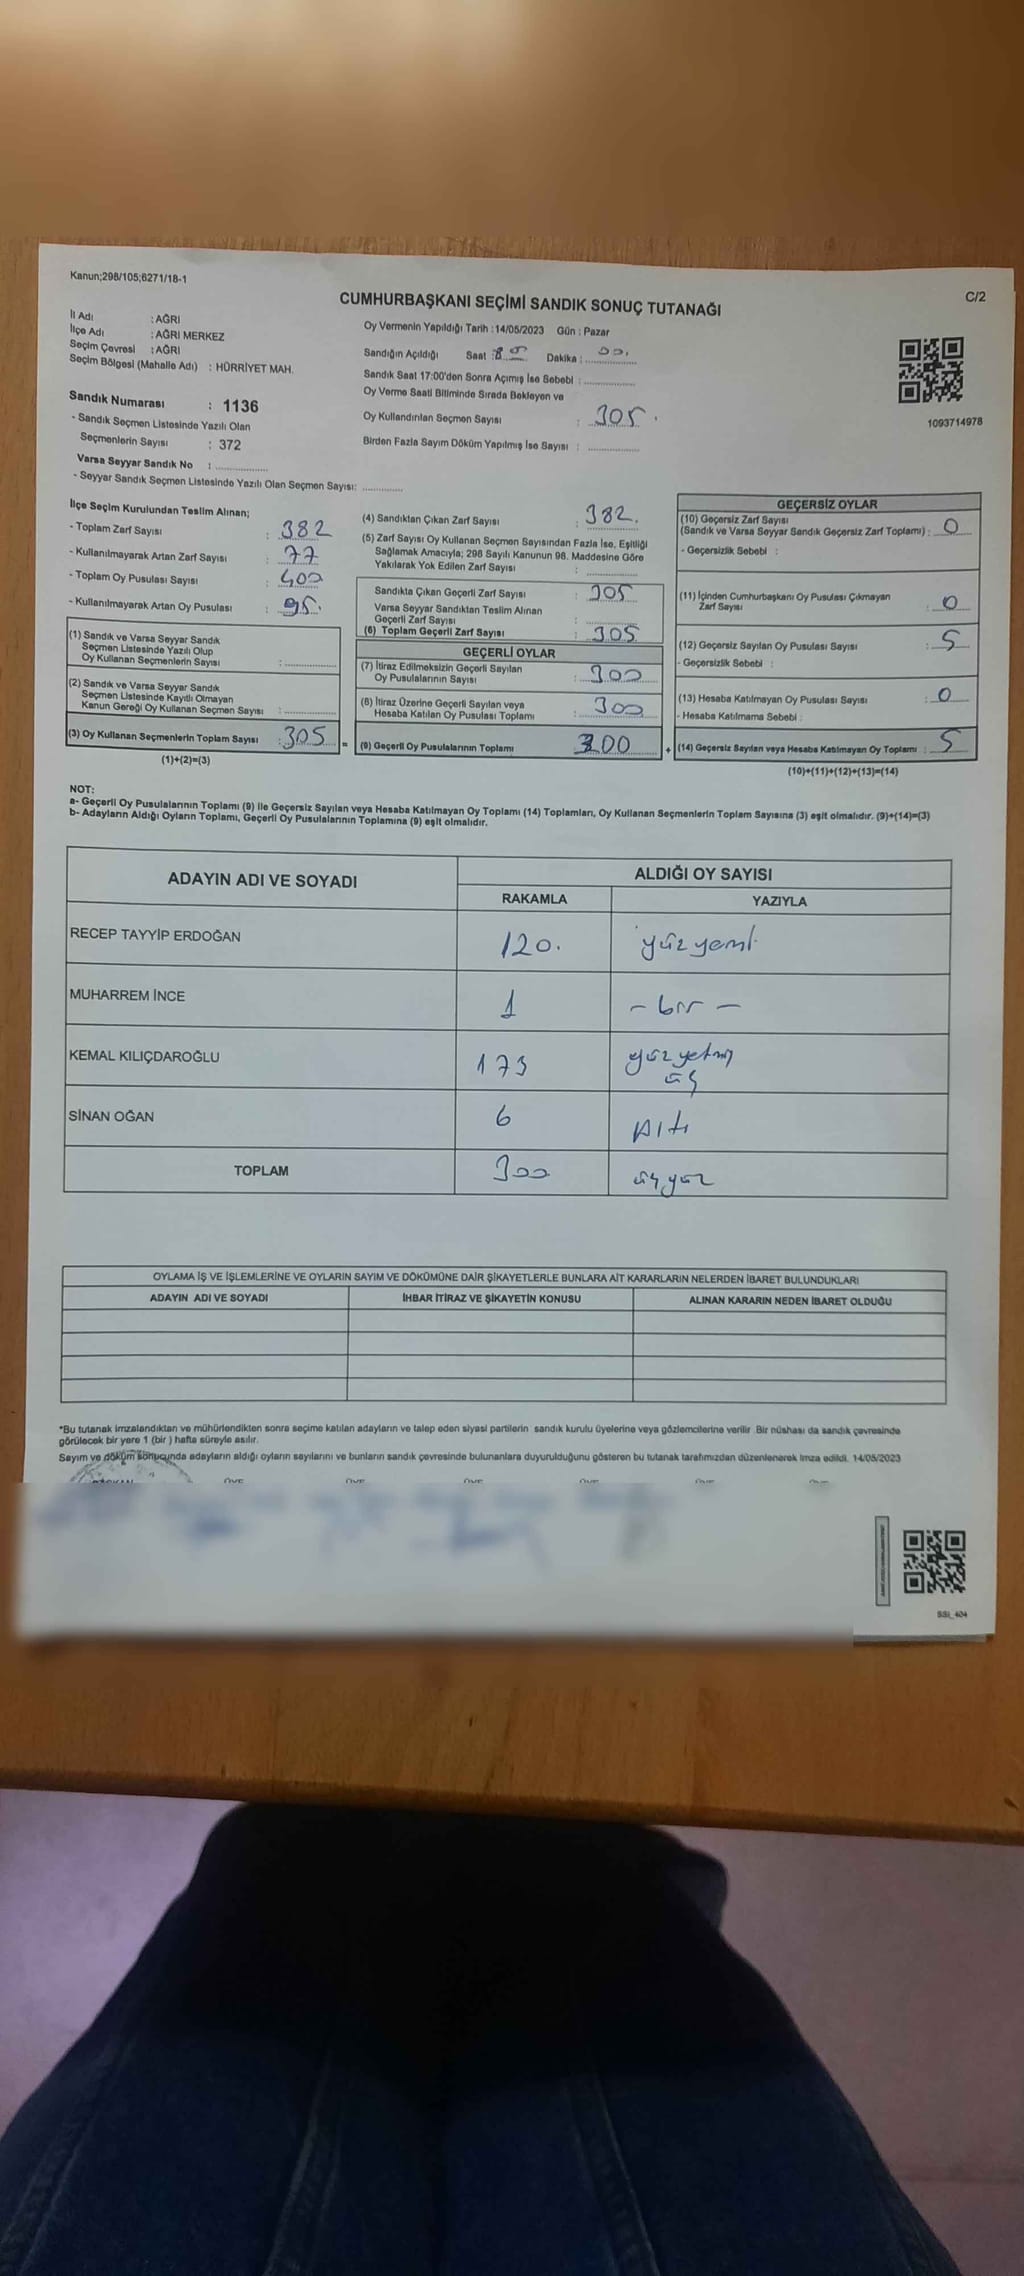 Kanun;298/105;6271/18-1
C/2
CUMHURBAŞKANI SEÇİMİ SANDIK SONUÇ TUTANAĞI
İl Adı : AĞRI
İlçe Adı : AĞRI MERKEZ
Seçim Çevresi : AĞRI
Seçim Bölgesi (Mahalle Adı) : HÜRRİYET MAH.
Sandık Numarası : 1136
- Sandık Seçmen Listesinde Yazılı Olan
Seçmenlerin Sayısı : 372
Varsa Seyyar Sandık No : ................
- Seyyar Sandık Seçmen Listesinde Yazılı Olan Seçmen Sayısı: ............
Oy Vermenin Yapıldığı Tarih : 14/05/2023 Gün : Pazar
Sandığın Açıldığı Saat : Dakika :
Sandık Saat 17:00'den Sonra Açımış İse Sebebi : ................
Oy Verme Saati Bitiminde Sırada Bekleyen ve
Oy Kullandırılan Seçmen Sayısı : 305.
Birden Fazla Sayım Döküm Yapılmış İse Sayısı : ................
1093714978
İlçe Seçim Kurulundan Teslim Alınan;
- Toplam Zarf Sayısı : 382
- Kullanılmayarak Artan Zarf Sayısı : 77
- Toplam Oy Pusulası Sayısı : 400
- Kullanılmayarak Artan Oy Pusulası : 95.
(1) Sandık ve Varsa Seyyar Sandık
Seçmen Listesinde Yazılı Olup
Oy Kullanan Seçmenlerin Sayısı : ................
(2) Sandık ve Varsa Seyyar Sandık
Seçmen Listesinde Kayıtlı Olmayan
Kanun Gereği Oy Kullanan Seçmen Sayısı : ................
(3) Oy Kullanan Seçmenlerin Toplam Sayısı : 305 =
(1)+(2)=(3)
(4) Sandıktan Çıkan Zarf Sayısı : 382.
(5) Zarf Sayısı Oy Kullanan Seçmen Sayısından Fazla İse, Eşitliği
Sağlamak Amacıyla; 298 Sayılı Kanunun 98. Maddesine Göre
Yakılarak Yok Edilen Zarf Sayısı : ................
Sandıkta Çıkan Geçerli Zarf Sayısı : 305
Varsa Seyyar Sandıktan Teslim Alınan
Geçerli Zarf Sayısı : ................
(6) Toplam Geçerli Zarf Sayısı : 305
GEÇERLİ OYLAR
(7) İtiraz Edilmeksizin Geçerli Sayılan
Oy Pusulalarının Sayısı : 300
(8) İtiraz Üzerine Geçerli Sayılan veya
Hesaba Katılan Oy Pusulası Toplamı : 300
(9) Geçerli Oy Pusulalarının Toplamı 300 +
GEÇERSİZ OYLAR
(10) Geçersiz Zarf Sayısı
(Sandık ve Varsa Seyyar Sandık Geçersiz Zarf Toplamı) : 0
- Geçersizlik Sebebi :
(11) İçinden Cumhurbaşkanı Oy Pusulası Çıkmayan
Zarf Sayısı : 0
(12) Geçersiz Sayılan Oy Pusulası Sayısı : 5
- Geçersizlik Sebebi :
(13) Hesaba Katılmayan Oy Pusulası Sayısı : 0
- Hesaba Katılmama Sebebi :
(14) Geçersiz Sayılan veya Hesaba Katılmayan Oy Toplamı : 5
(10)+(11)+(12)+(13)=(14)
NOT:
a- Geçerli Oy Pusulalarının Toplamı (9) ile Geçersiz Sayılan veya Hesaba Katılmayan Oy Toplamı (14) Toplamları, Oy Kullanan Seçmenlerin Toplam Sayısına (3) eşit olmalıdır. (9)+(14)=(3)
b- Adayların Aldığı Oyların Toplamı, Geçerli Oy Pusulalarının Toplamına (9) eşit olmalıdır.
ADAYIN ADI VE SOYADI ALDIĞI OY SAYISI
RAKAMLA YAZIYLA
RECEP TAYYİP ERDOĞAN 120. yüz yirmi
MUHARREM İNCE 1 - bir -
KEMAL KILIÇDAROĞLU 173 yüz yetmiş
üç
SİNAN OĞAN 6 Altı
TOPLAM 300 üç yüz
OYLAMA İŞ VE İŞLEMLERİNE VE OYLARIN SAYIM VE DÖKÜMÜNE DAİR ŞİKAYETLERLE BUNLARA AİT KARARLARIN NELERDEN İBARET BULUNDUKLARI
ADAYIN ADI VE SOYADI İHBAR İTİRAZ VE ŞİKAYETİN KONUSU ALINAN KARARIN NEDEN İBARET OLDUĞU
*Bu tutanak imzalandıktan ve mühürlendikten sonra seçime katılan adayların ve talep eden siyasi partilerin sandık kurulu üyelerine veya gözlemcilerine verilir. Bir nüshası da sandık çevresinde
görülecek bir yere 1 (bir ) hafta süreyle asılır.
Sayım ve döküm sonucunda adayların aldığı oyların sayılarını ve bunların sandık çevresinde bulunanlara duyurulduğunu gösteren bu tutanak tarafımızdan düzenlenerek imza edildi. 14/05/2023
SSI_404